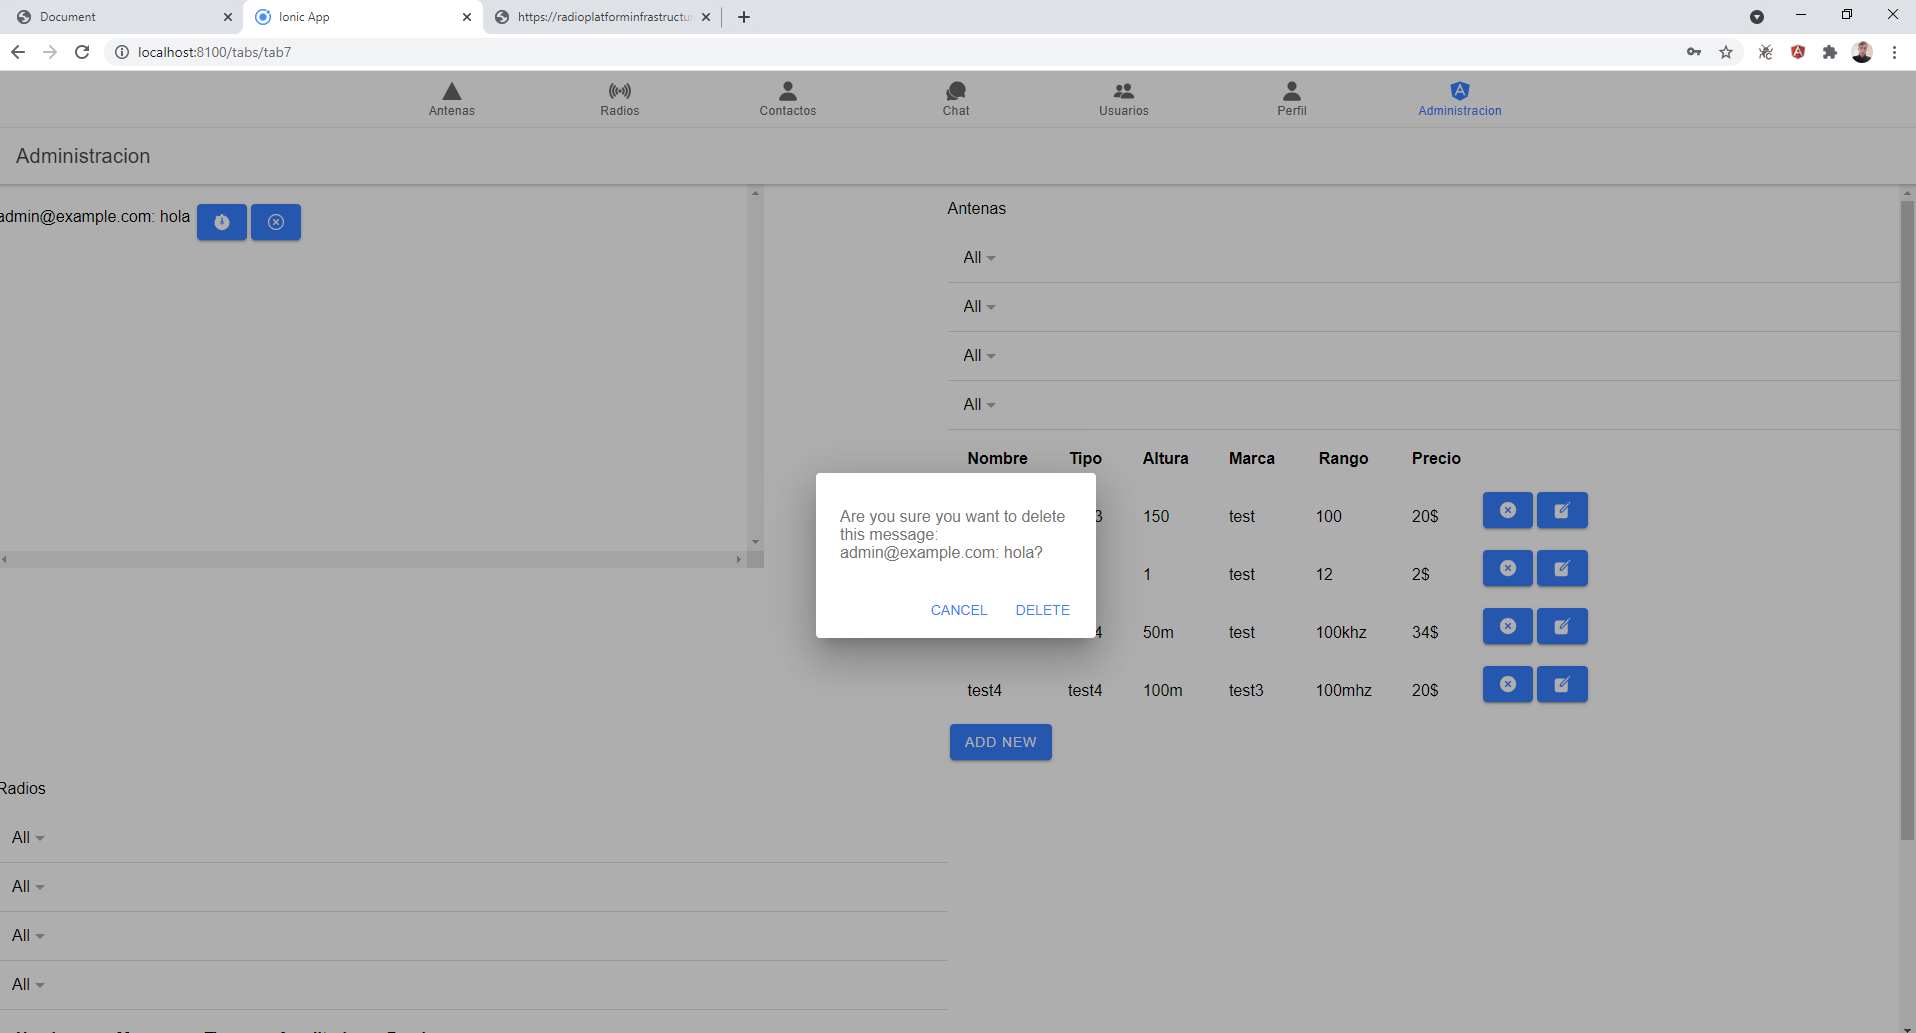 Document
Ionic App
https://radioplatforminfrastructu
localhost:8100/tabs/tab7
Antenas
Radios
Contactos
Chat
Usuarios
Perfil
Administracion
Administracion
admin@example.com: hola
Antenas
All
All
All
All
Nombre Tipo Altura Marca Rango Precio
3 150 test 100 20$
1 test 12 2$
4 50m test 100khz 34$
test4 test4 100m test3 100mhz 20$
ADD NEW
Are you sure you want to delete
this message:
admin@example.com: hola?
CANCEL DELETE
Radios
All
All
All
All